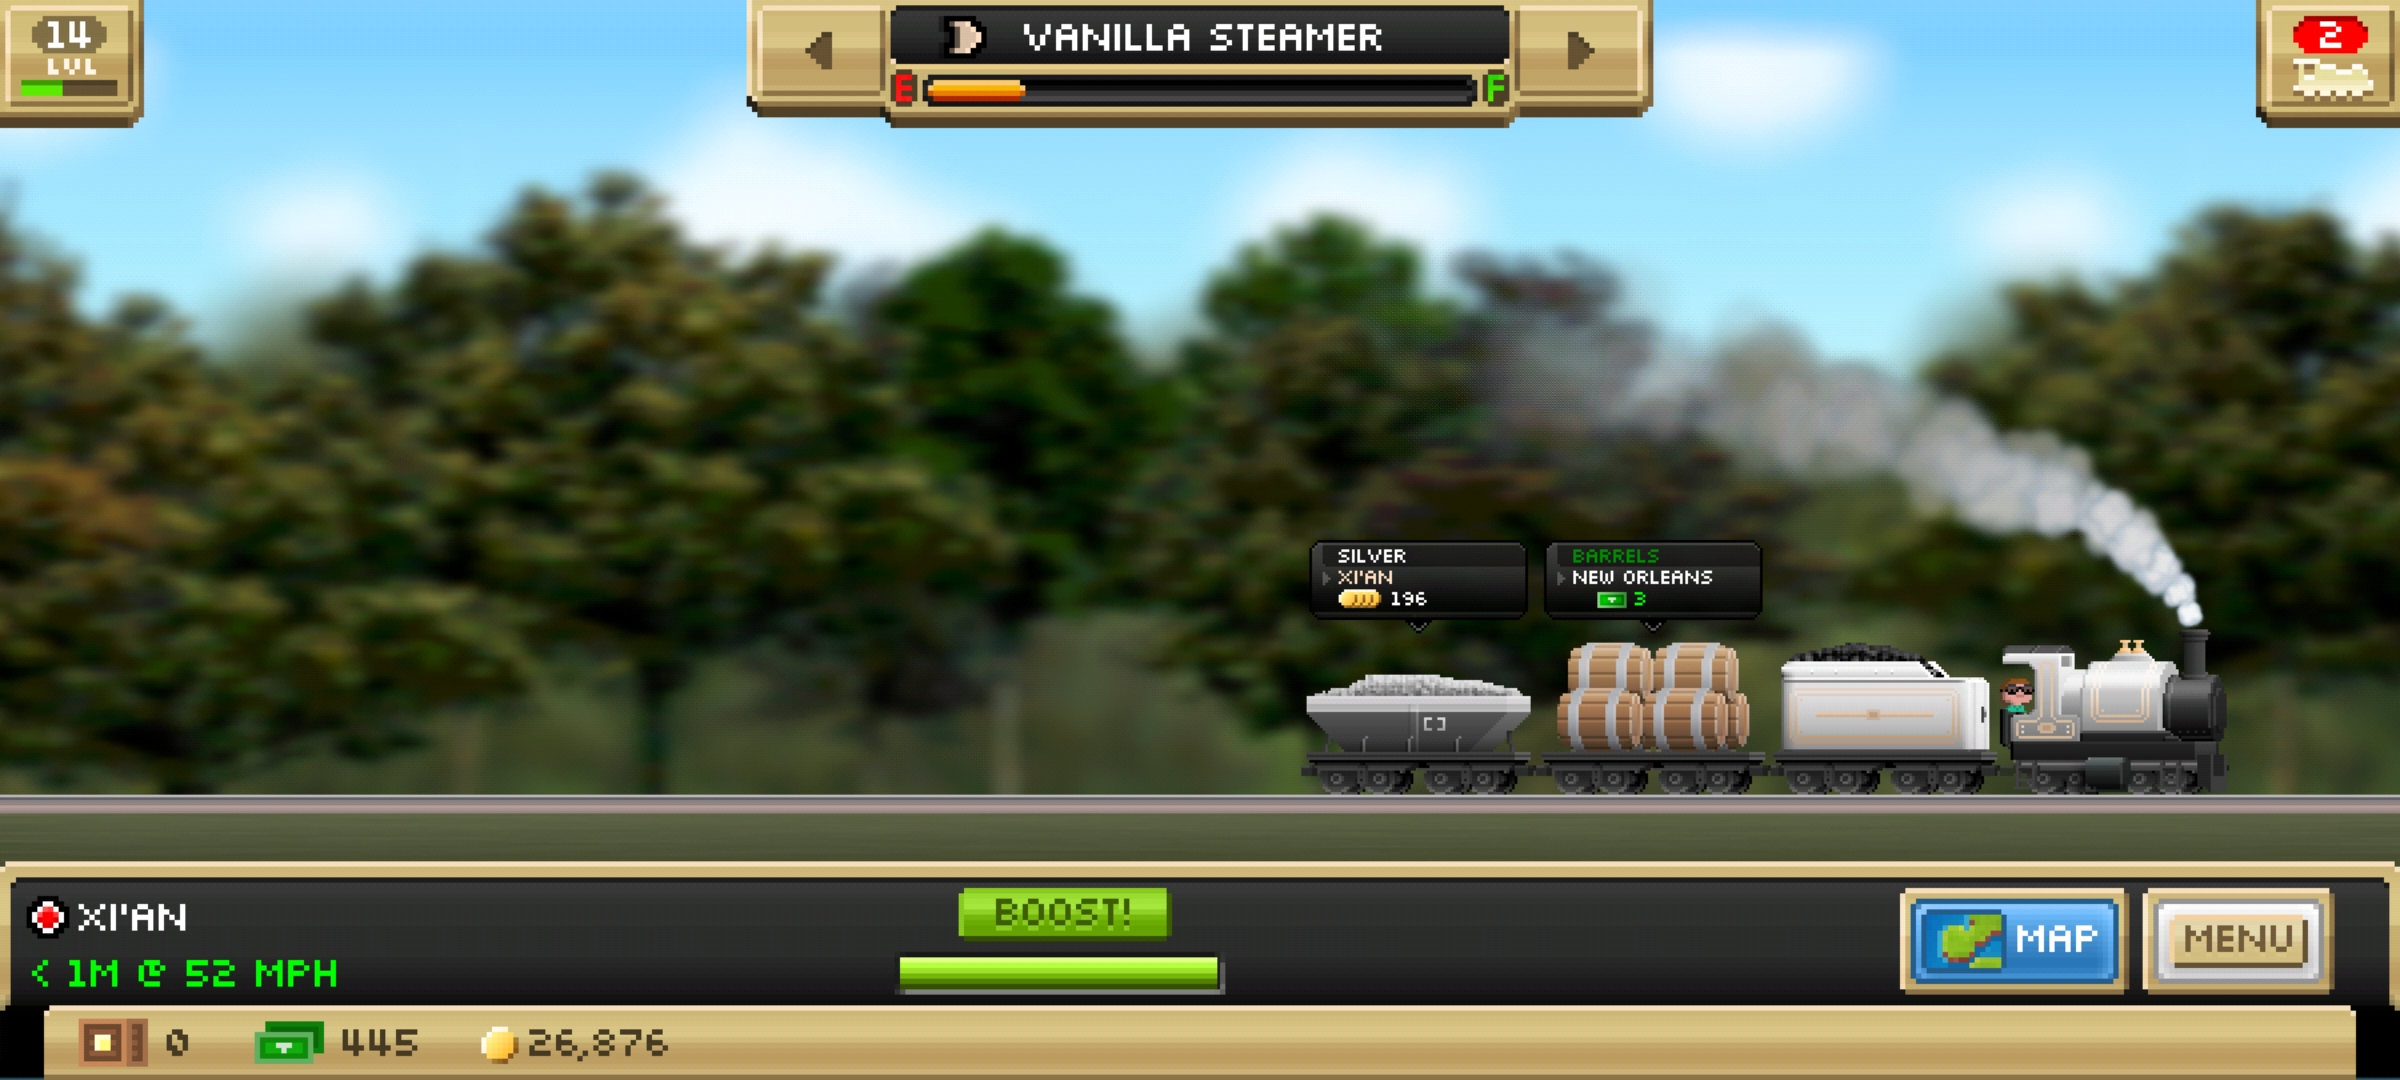 14
LVL
VANILLA STEAMER
E F
2
SILVER
XI'AN
196
BARRELS
NEW ORLEANS
3
XI'AN
< 1M @ 52 MPH
BOOST!
MAP
MENU
0
445
26,876